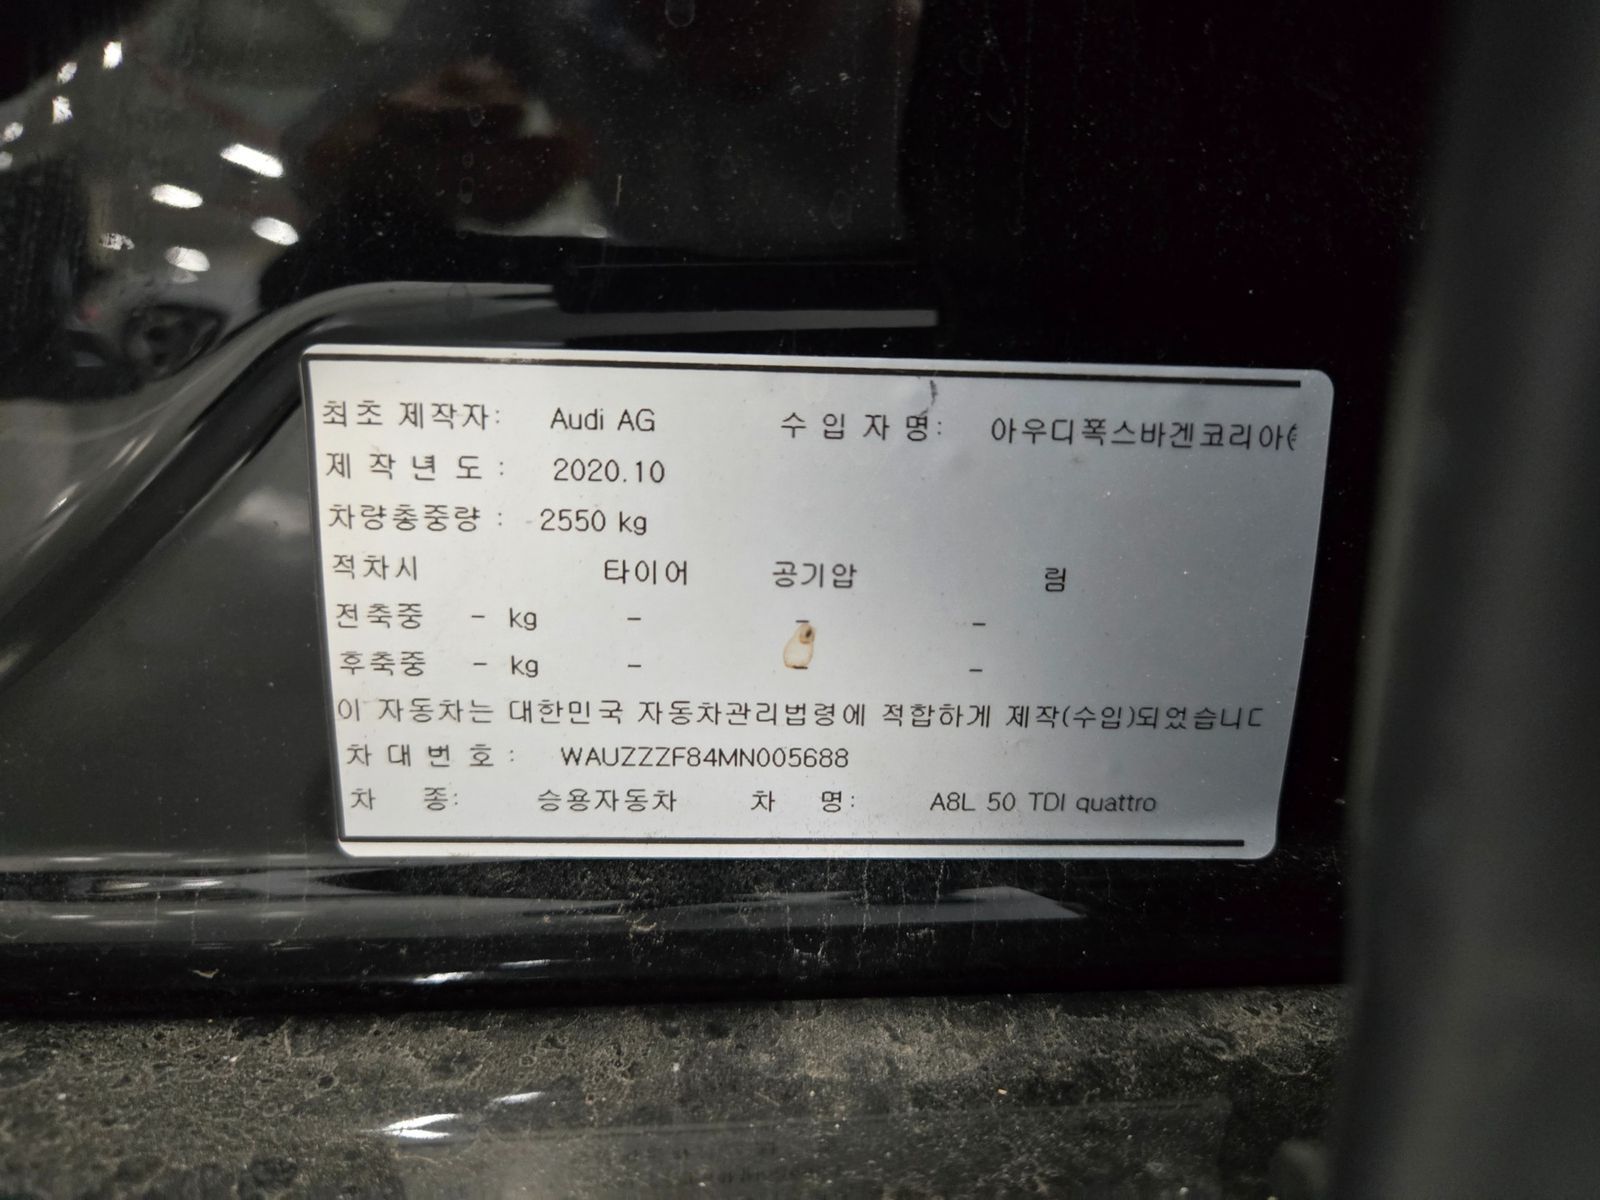 최초 제작자: Audi AG 수 입 자 명: 아우디폭스바겐코리아(
제 작 년 도 : 2020.10
차량총중량 : 2550 kg
적차시 타이어 공기압 림
전축중 - kg - - -
후축중 - kg - - -
이 자동차는 대한민국 자동차관리법령에 적합하게 제작(수입)되었습니ㄷ
차 대 번 호 : WAUZZZF84MN005688
차 종: 승용자동차 차 명: A8L 50 TDI quattro